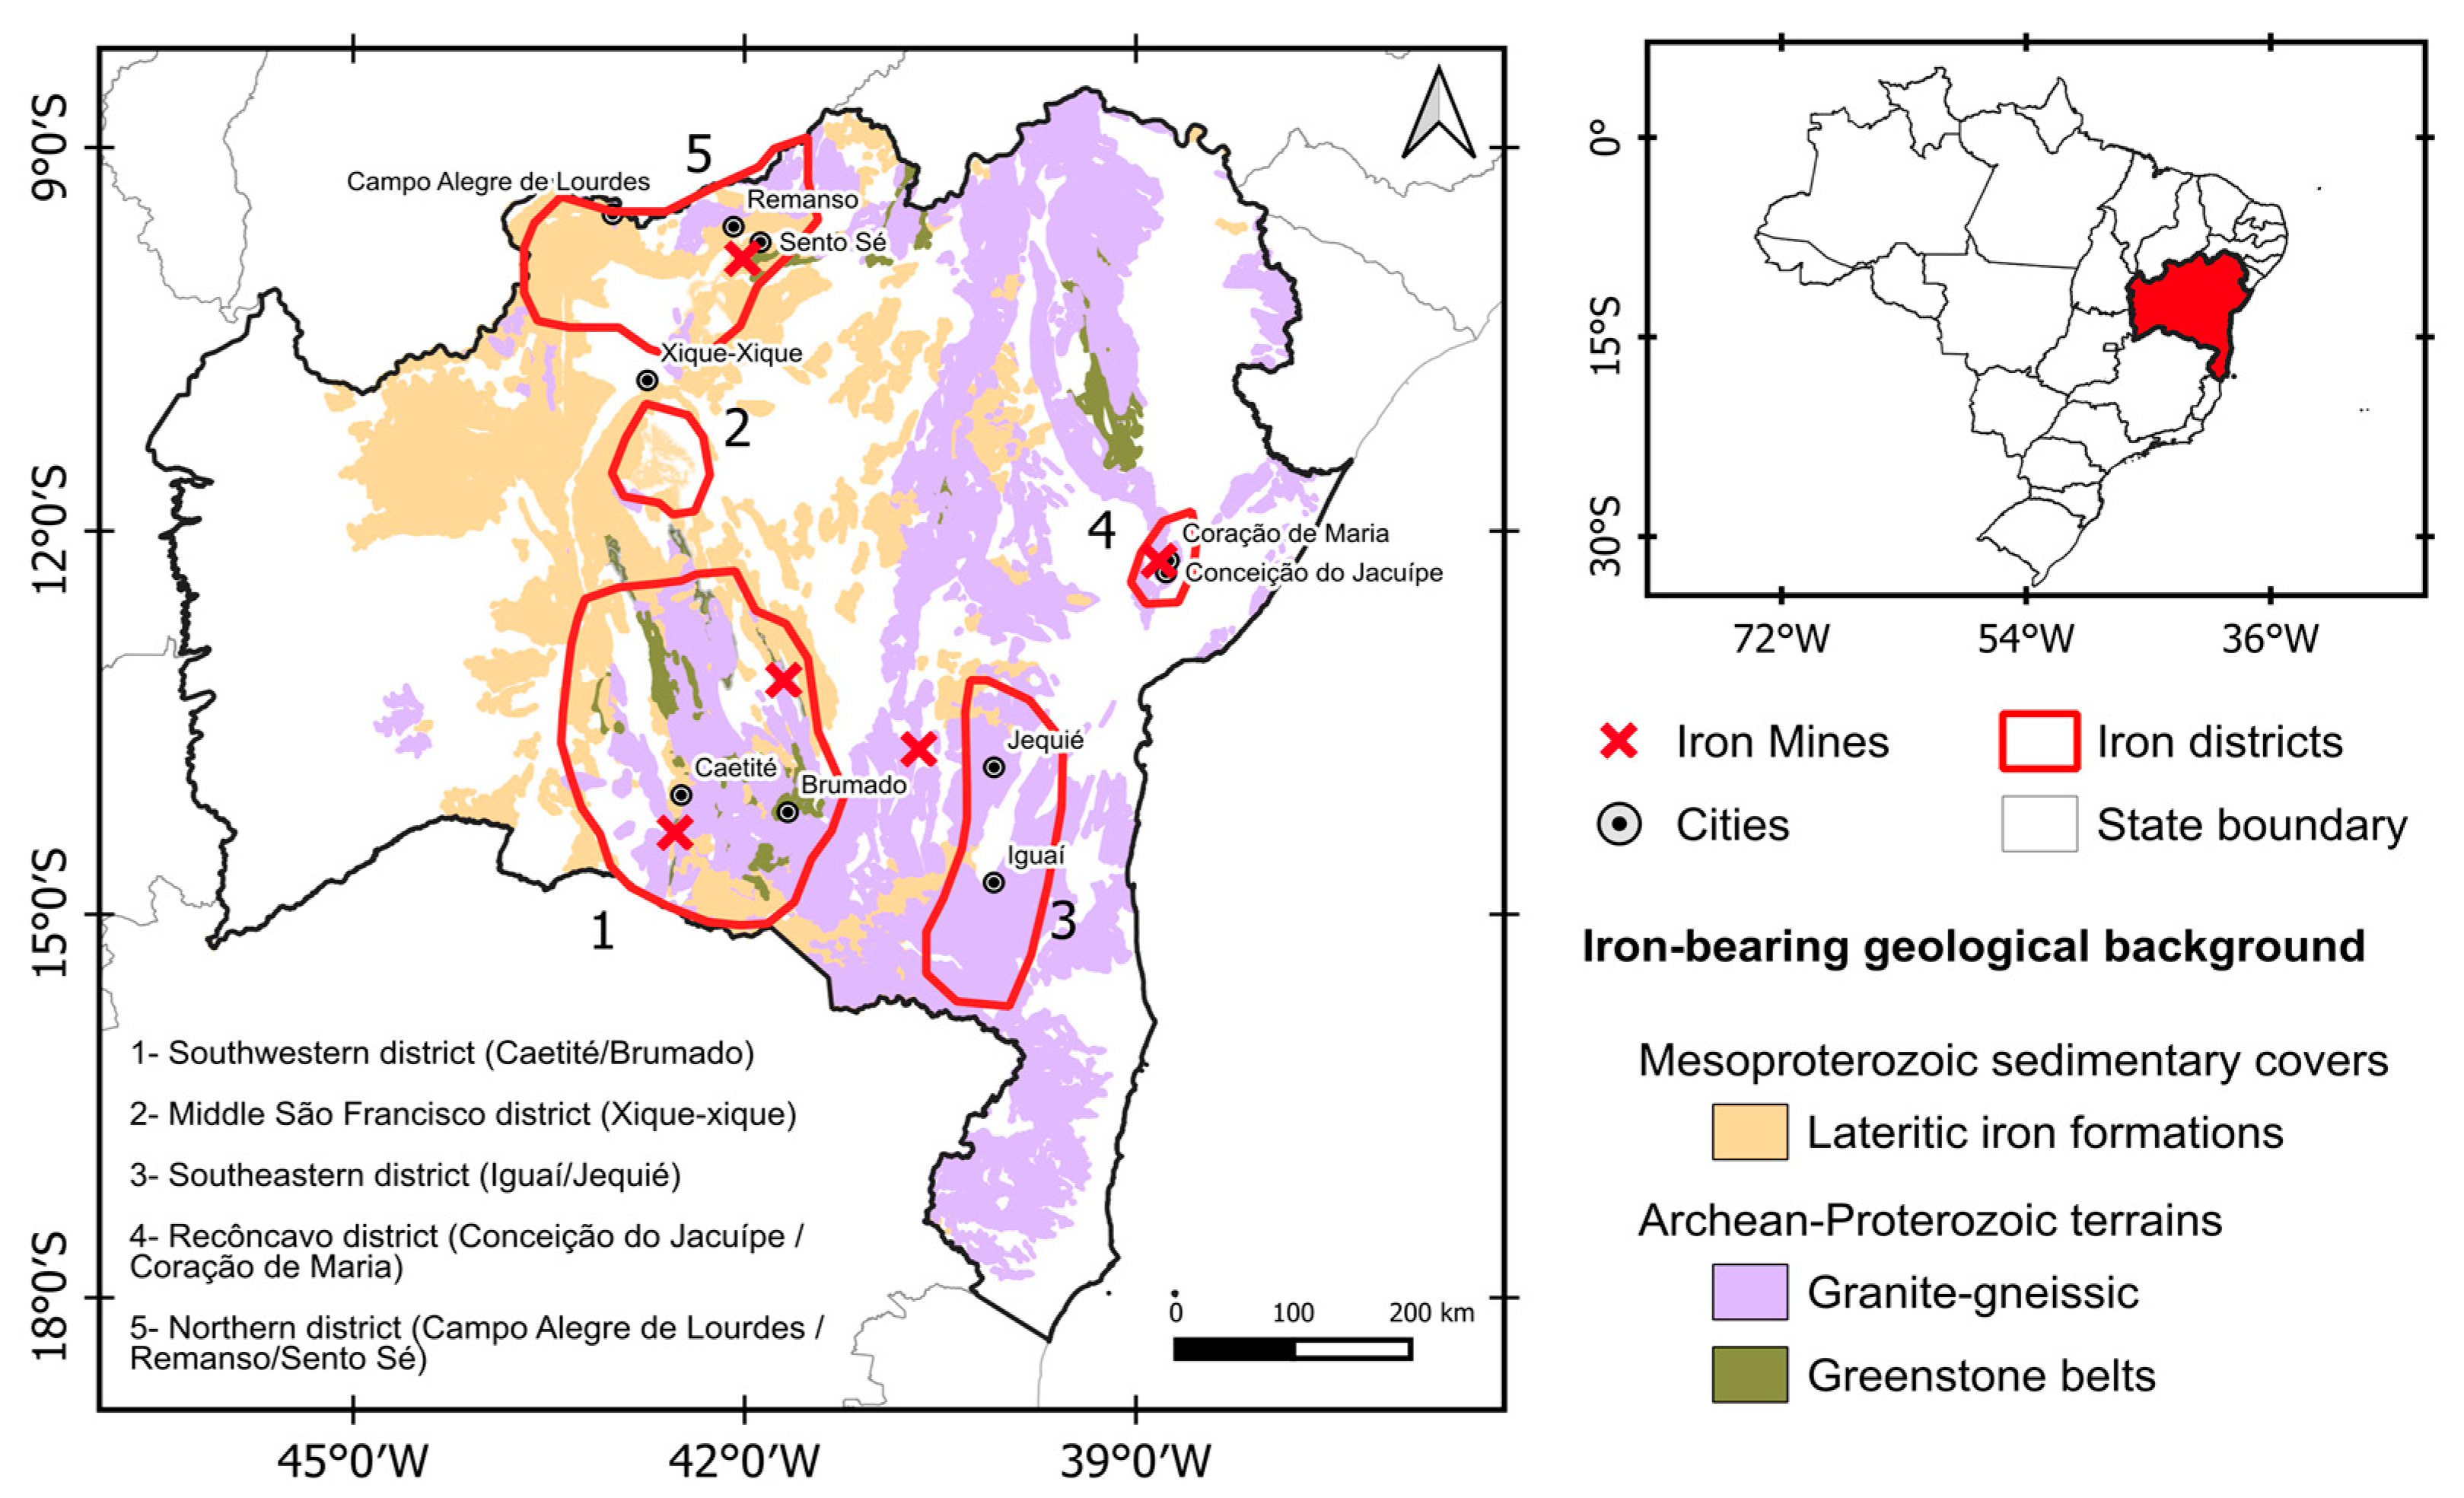 9°0′S
12°0′S
15°0′S
18°0′S
45°0′W
42°0′W
39°0′W
5
Campo Alegre de Lourdes
Remanso
Sento Sé
Xique-Xique
2
4
Coração de Maria
Conceição do Jacuípe
Jequié
Caetité
Brumado
Iguaí
1
3
1- Southwestern district (Caetité/Brumado)
2- Middle São Francisco district (Xique-xique)
3- Southeastern district (Iguaí/Jequié)
4- Recôncavo district (Conceição do Jacuípe /
Coração de Maria)
5- Northern district (Campo Alegre de Lourdes /
Remanso/Sento Sé)
0 100 200 km
0°
15°S
30°S
72°W 54°W 36°W
Iron Mines
Iron districts
Cities
State boundary
Iron-bearing geological background
Mesoproterozoic sedimentary covers
Lateritic iron formations
Archean-Proterozoic terrains
Granite-gneissic
Greenstone belts